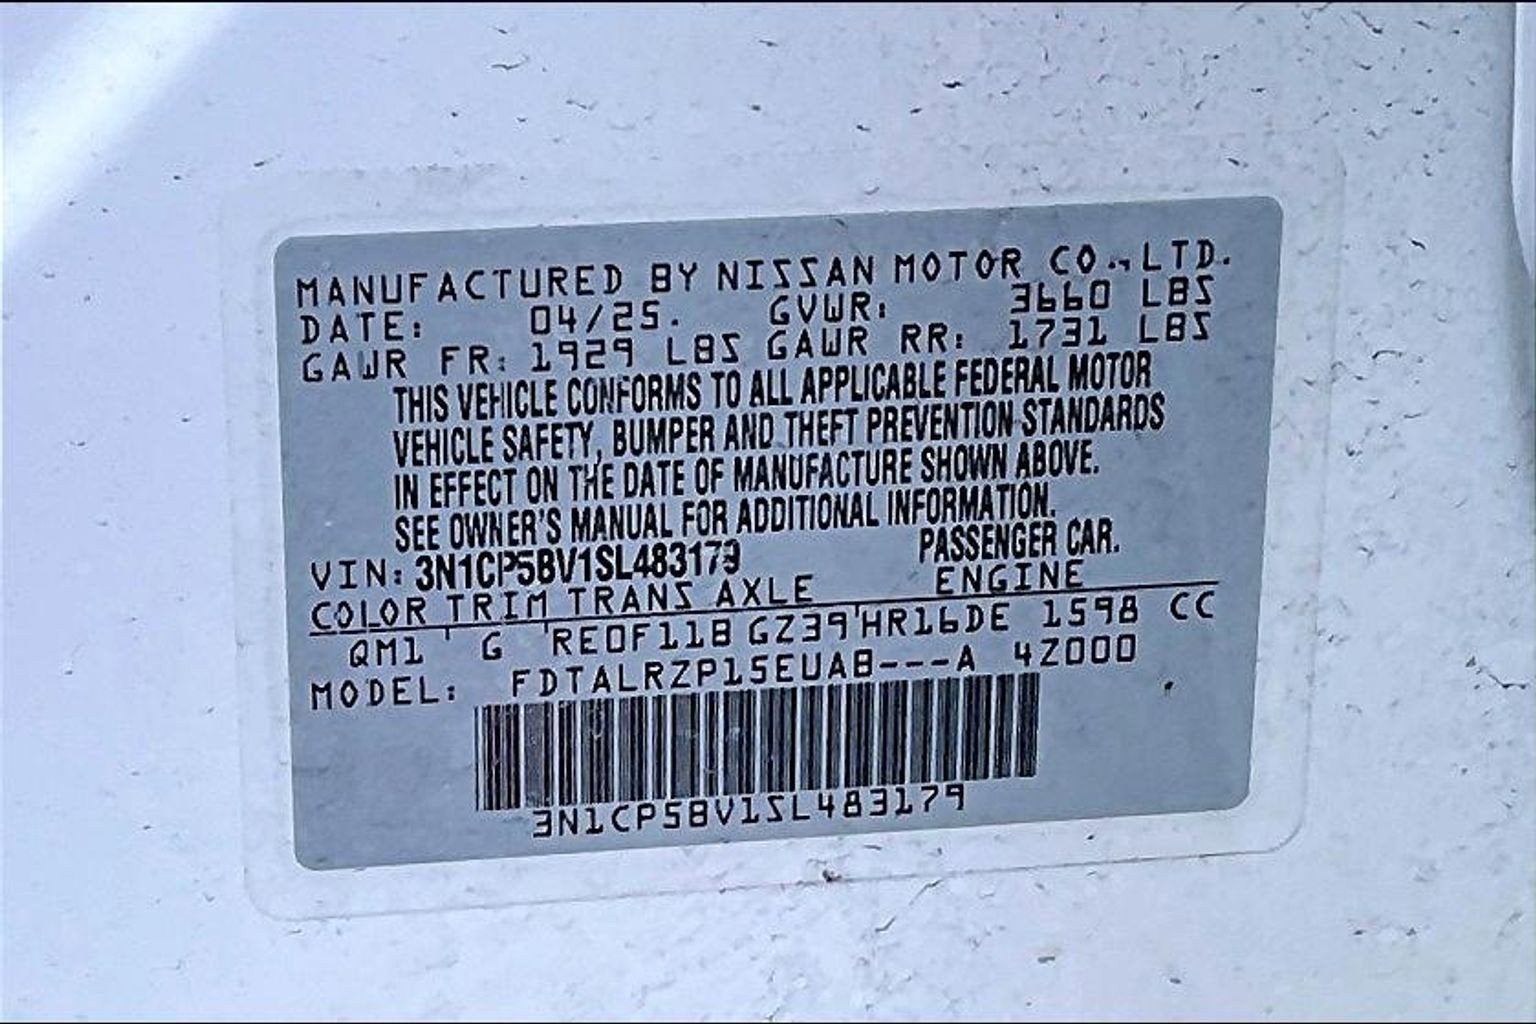 MANUFACTURED BY NISSAN MOTOR CO., LTD.
DATE: 04/25. GVWR: 3660 LBS
GAWR FR: 1929 LBS GAWR RR: 1731 LBS
THIS VEHICLE CONFORMS TO ALL APPLICABLE FEDERAL MOTOR
VEHICLE SAFETY, BUMPER AND THEFT PREVENTION STANDARDS
IN EFFECT ON THE DATE OF MANUFACTURE SHOWN ABOVE.
SEE OWNER'S MANUAL FOR ADDITIONAL INFORMATION.
VIN: 3N1CP5BV1SL483179 PASSENGER CAR.
COLOR TRIM TRANS AXLE ENGINE
QM1 ' G 'RE0F11B GZ39'HR16DE 1598 CC
MODEL: FDTALRZP15EUAB---A 4Z000
3N1CP5BV1SL483179